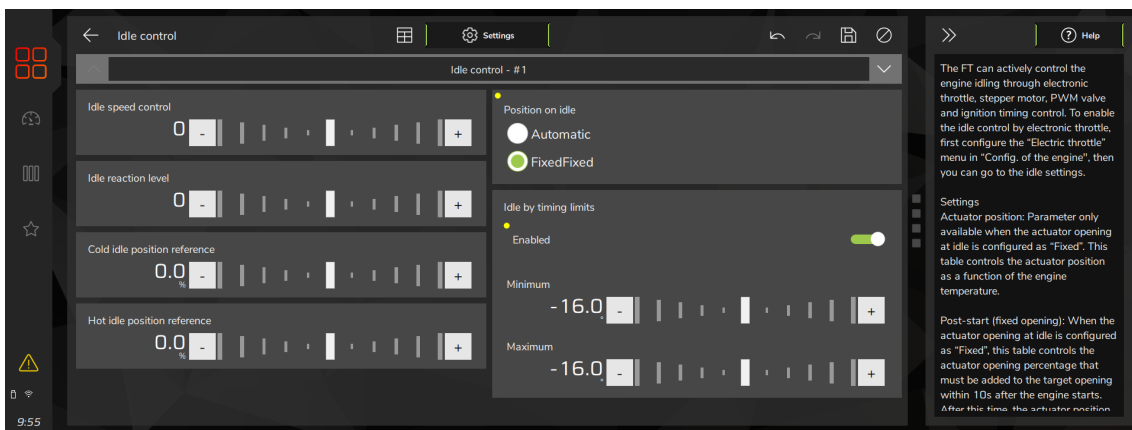 Idle control
Settings
Help
Idle control - #1
Idle speed control
0
-
+
Idle reaction level
0
-
+
Cold idle position reference
0.0
%
-
+
Hot idle position reference
0.0
%
-
+
Position on idle
Automatic
FixedFixed
Idle by timing limits
Enabled
Minimum
-16.0
-
+
Maximum
-16.0
-
+
The FT can actively control the
engine idling through electronic
throttle, stepper motor, PWM valve
and ignition timing control. To enable
the idle control by electronic throttle,
first configure the "Electric throttle"
menu in "Config. of the engine", then
you can go to the idle settings.
Settings
Actuator position: Parameter only
available when the actuator opening
at idle is configured as "Fixed". This
table controls the actuator position
as a function of the engine
temperature.
Post-start (fixed opening): When the
actuator opening at idle is configured
as "Fixed", this table controls the
actuator opening percentage that
must be added to the target opening
within 10s after the engine starts.
After this time, the actuator position
9:55